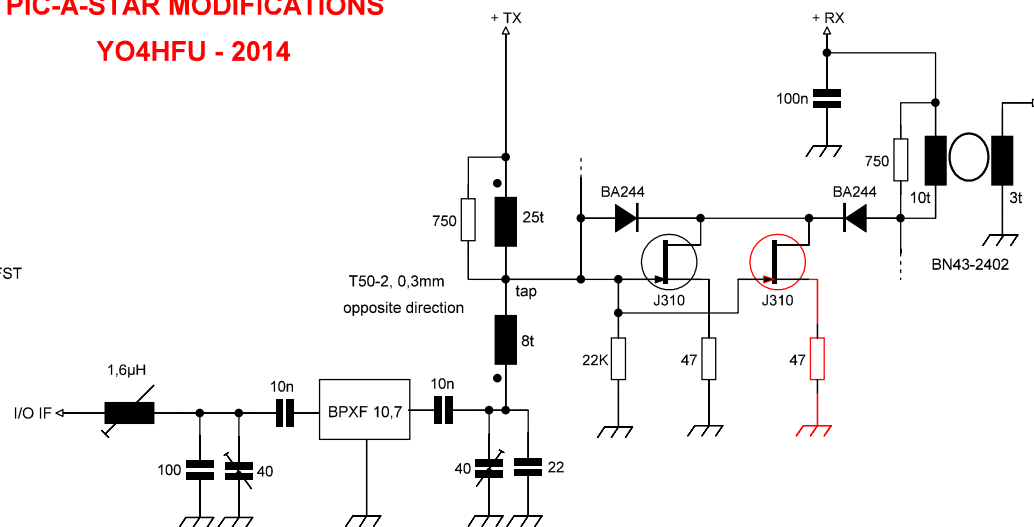 PIC-A-STAR MODIFICATIONS
YO4HFU - 2014
+ TX
+ RX
100n
750
10t
3t
BN43-2402
BA244
BA244
750
25t
T50-2, 0,3mm
opposite direction
tap
J310
J310
8t
22K
47
47
FST
1,6µH
I/O IF
10n
BPXF 10,7
10n
100
40
40
22